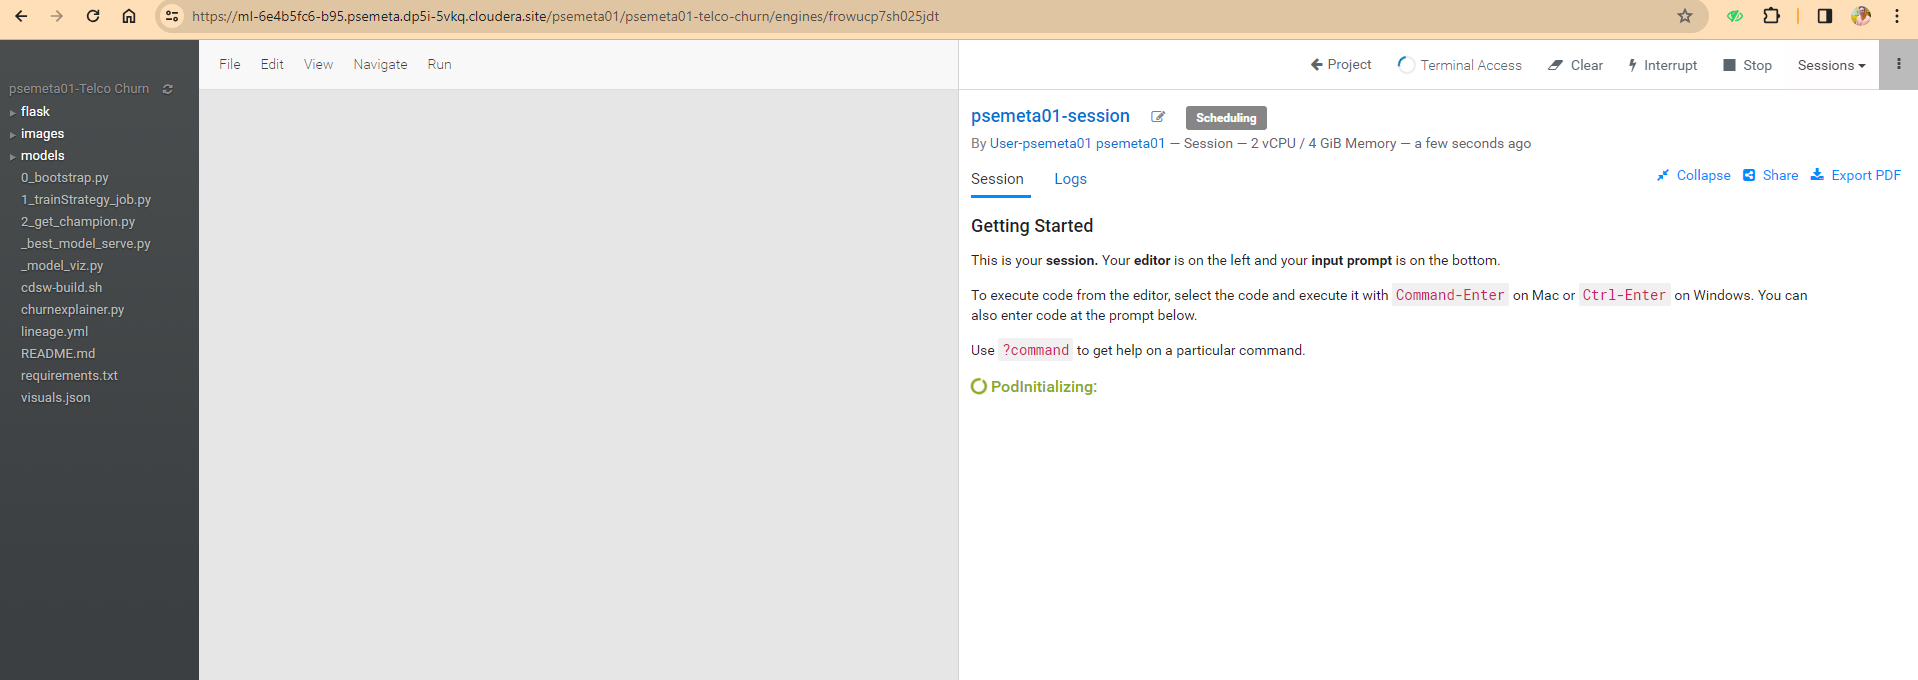 https://ml-6e4b5fc6-b95.psemeta.dp5i-5vkq.cloudera.site/psemeta01/psemeta01-telco-churn/engines/frowucp7sh025jdt
psemeta01-Telco Churn
flask
images
models
0_bootstrap.py
1_trainStrategy_job.py
2_get_champion.py
_best_model_serve.py
_model_viz.py
cdsw-build.sh
churnexplainer.py
lineage.yml
README.md
requirements.txt
visuals.json
File Edit View Navigate Run
Project Terminal Access Clear Interrupt Stop Sessions
psemeta01-session Scheduling
By User-psemeta01 psemeta01 — Session — 2 vCPU / 4 GiB Memory — a few seconds ago
Session Logs Collapse Share Export PDF
Getting Started
This is your session. Your editor is on the left and your input prompt is on the bottom.
To execute code from the editor, select the code and execute it with Command-Enter on Mac or Ctrl-Enter on Windows. You can
also enter code at the prompt below.
Use ?command to get help on a particular command.
PodInitializing: